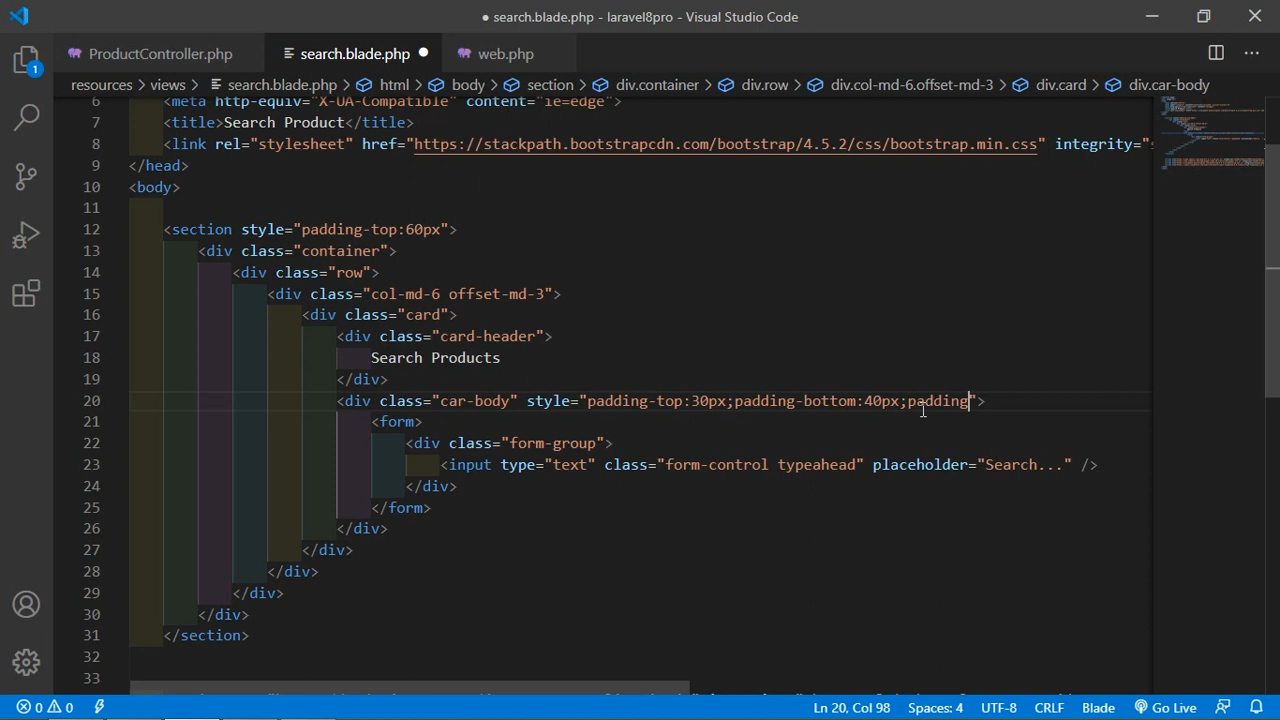 ● search.blade.php - laravel8pro - Visual Studio Code
ProductController.php search.blade.php ● web.php
resources > views > search.blade.php > html > body > section > div.container > div.row > div.col-md-6.offset-md-3 > div.card > div.car-body
6 <meta http-equiv="X-UA-Compatible" content="ie=edge">
7 <title>Search Product</title>
8 <link rel="stylesheet" href="https://stackpath.bootstrapcdn.com/bootstrap/4.5.2/css/bootstrap.min.css" integrity="s
9 </head>
10 <body>
11
12 <section style="padding-top:60px">
13 <div class="container">
14 <div class="row">
15 <div class="col-md-6 offset-md-3">
16 <div class="card">
17 <div class="card-header">
18 Search Products
19 </div>
20 <div class="car-body" style="padding-top:30px;padding-bottom:40px;padding">
21 <form>
22 <div class="form-group">
23 <input type="text" class="form-control typeahead" placeholder="Search..." />
24 </div>
25 </form>
26 </div>
27 </div>
28 </div>
29 </div>
30 </div>
31 </section>
32
33
1
0 0 Ln 20, Col 98 Spaces: 4 UTF-8 CRLF Blade Go Live